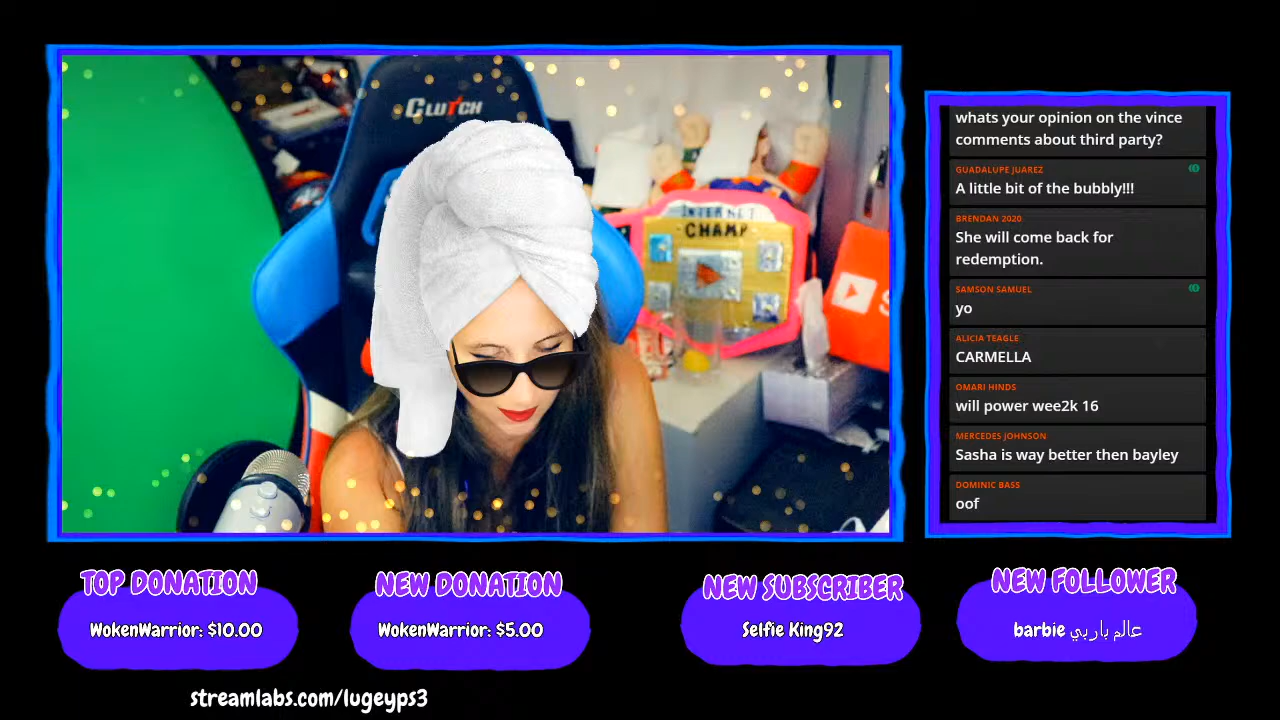 CLUTCH
INTERNET
CHAMP
S
whats your opinion on the vince
comments about third party?
GUADALUPE JUAREZ
A little bit of the bubbly!!!
BRENDAN 2020
She will come back for
redemption.
SAMSON SAMUEL
yo
ALICIA TEAGLE
CARMELLA
OMARI HINDS
will power wee2k 16
MERCEDES JOHNSON
Sasha is way better then bayley
DOMINIC BASS
oof
TOP DONATION
WokenWarrior: $10.00
NEW DONATION
WokenWarrior: $5.00
NEW SUBSCRIBER
Selfie King92
NEW FOLLOWER
barbie عالم باربي
streamlabs.com/lugeyps3